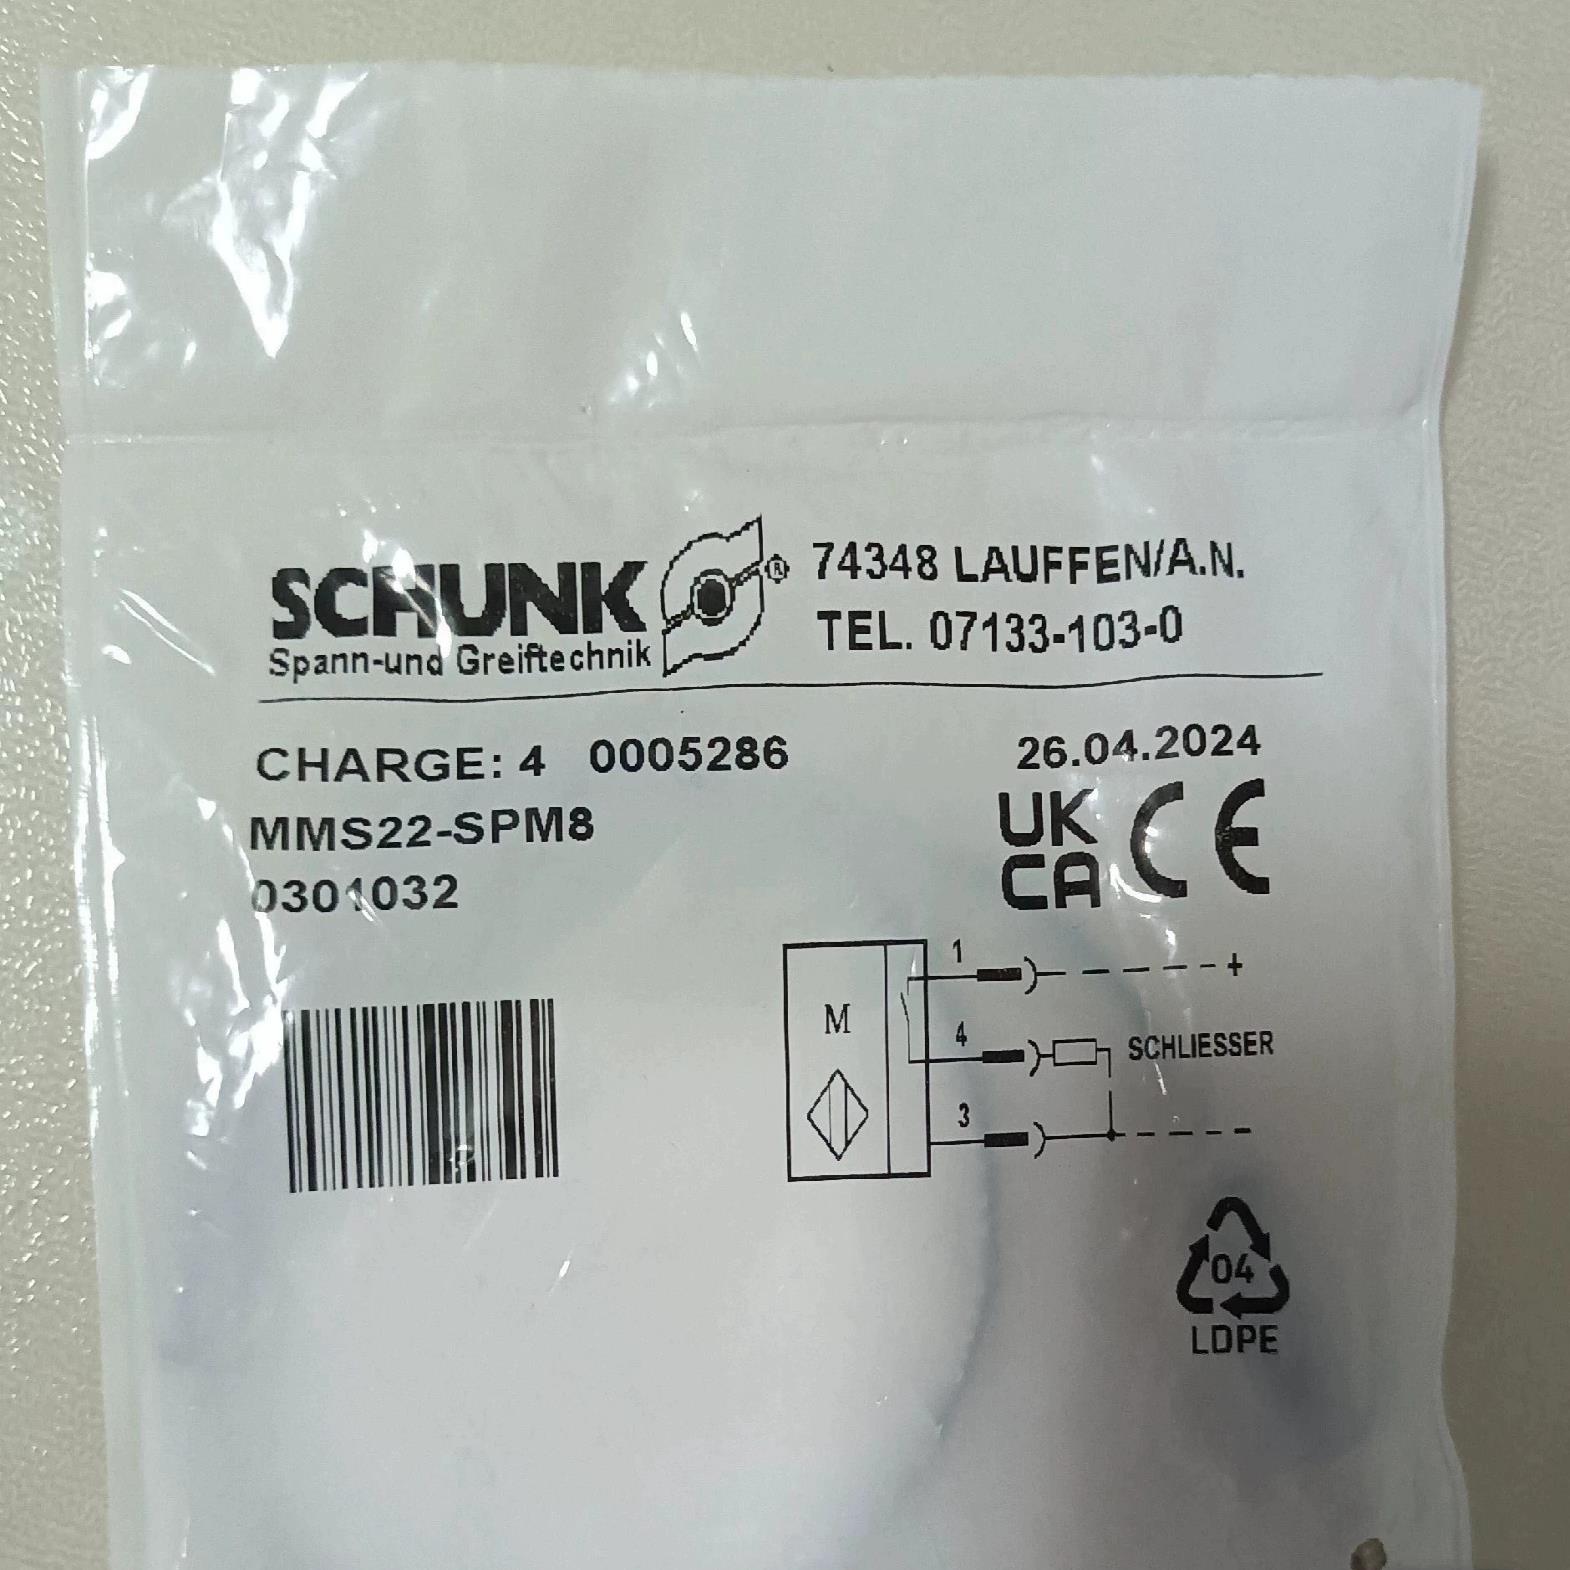 SCHUNK ® 74348 LAUFFEN/A.N.
Spann-und Greiftechnik TEL. 07133-103-0
CHARGE: 4 0005286 26.04.2024
MMS22-SPM8 UK CA CE
0301032
1 +
M 4 SCHLIESSER
3 -
04
LDPE